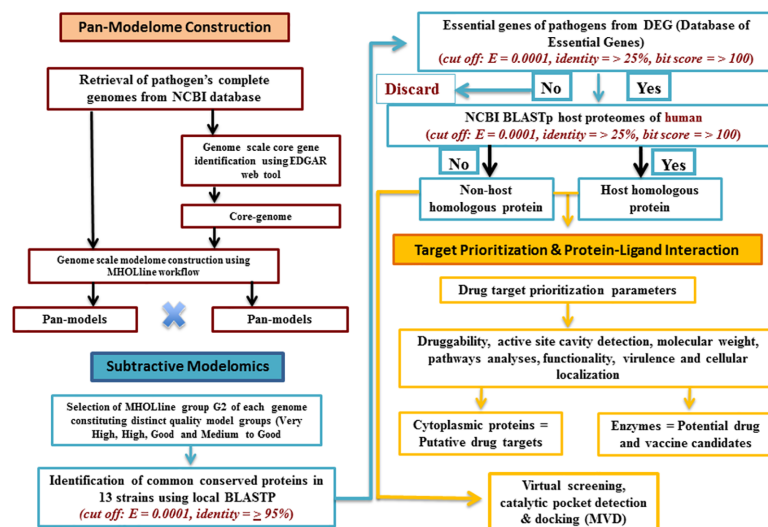 Pan-Modelome Construction
Retrieval of pathogen's complete
genomes from NCBI database
Genome scale core gene
identification using EDGAR
web tool
Core-genome
Genome scale modelome construction using
MHOLline workflow
Pan-models
Pan-models
Subtractive Modelomics
Selection of MHOLline group G2 of each genome
constituting distinct quality model groups (Very
High, High, Good and Medium to Good
Identification of common conserved proteins in
13 strains using local BLASTP
(cut off: E = 0.0001, identity = ≥ 95%)
Essential genes of pathogens from DEG (Database of
Essential Genes)
(cut off: E = 0.0001, identity = > 25%, bit score = > 100)
Discard
No
Yes
NCBI BLASTp host proteomes of human
(cut off: E = 0.0001, identity = > 25%, bit score = > 100)
No
Yes
Non-host
homologous protein
Host homologous
protein
Target Prioritization & Protein-Ligand Interaction
Drug target prioritization parameters
Druggability, active site cavity detection, molecular weight,
pathways analyses, functionality, virulence and cellular
localization
Cytoplasmic proteins =
Putative drug targets
Enzymes = Potential drug
and vaccine candidates
Virtual screening,
catalytic pocket detection
& docking (MVD)